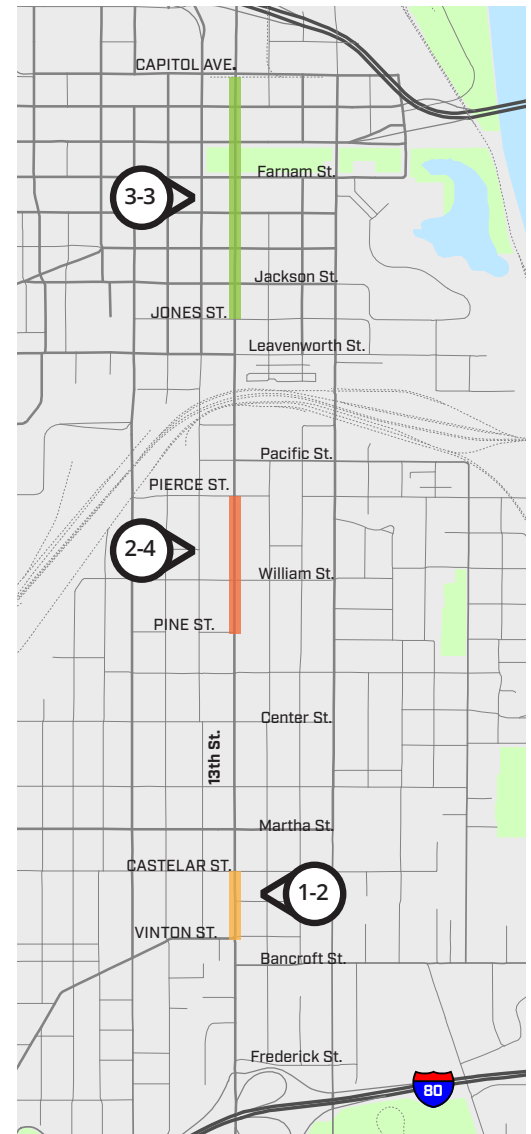 CAPITOL AVE.
Farnam St.
3-3
Jackson St.
JONES ST.
Leavenworth St.
Pacific St.
PIERCE ST.
2-4
William St.
PINE ST.
Center St.
13th St.
Martha St.
CASTELAR ST.
1-2
VINTON ST.
Bancroft St.
Frederick St.
80